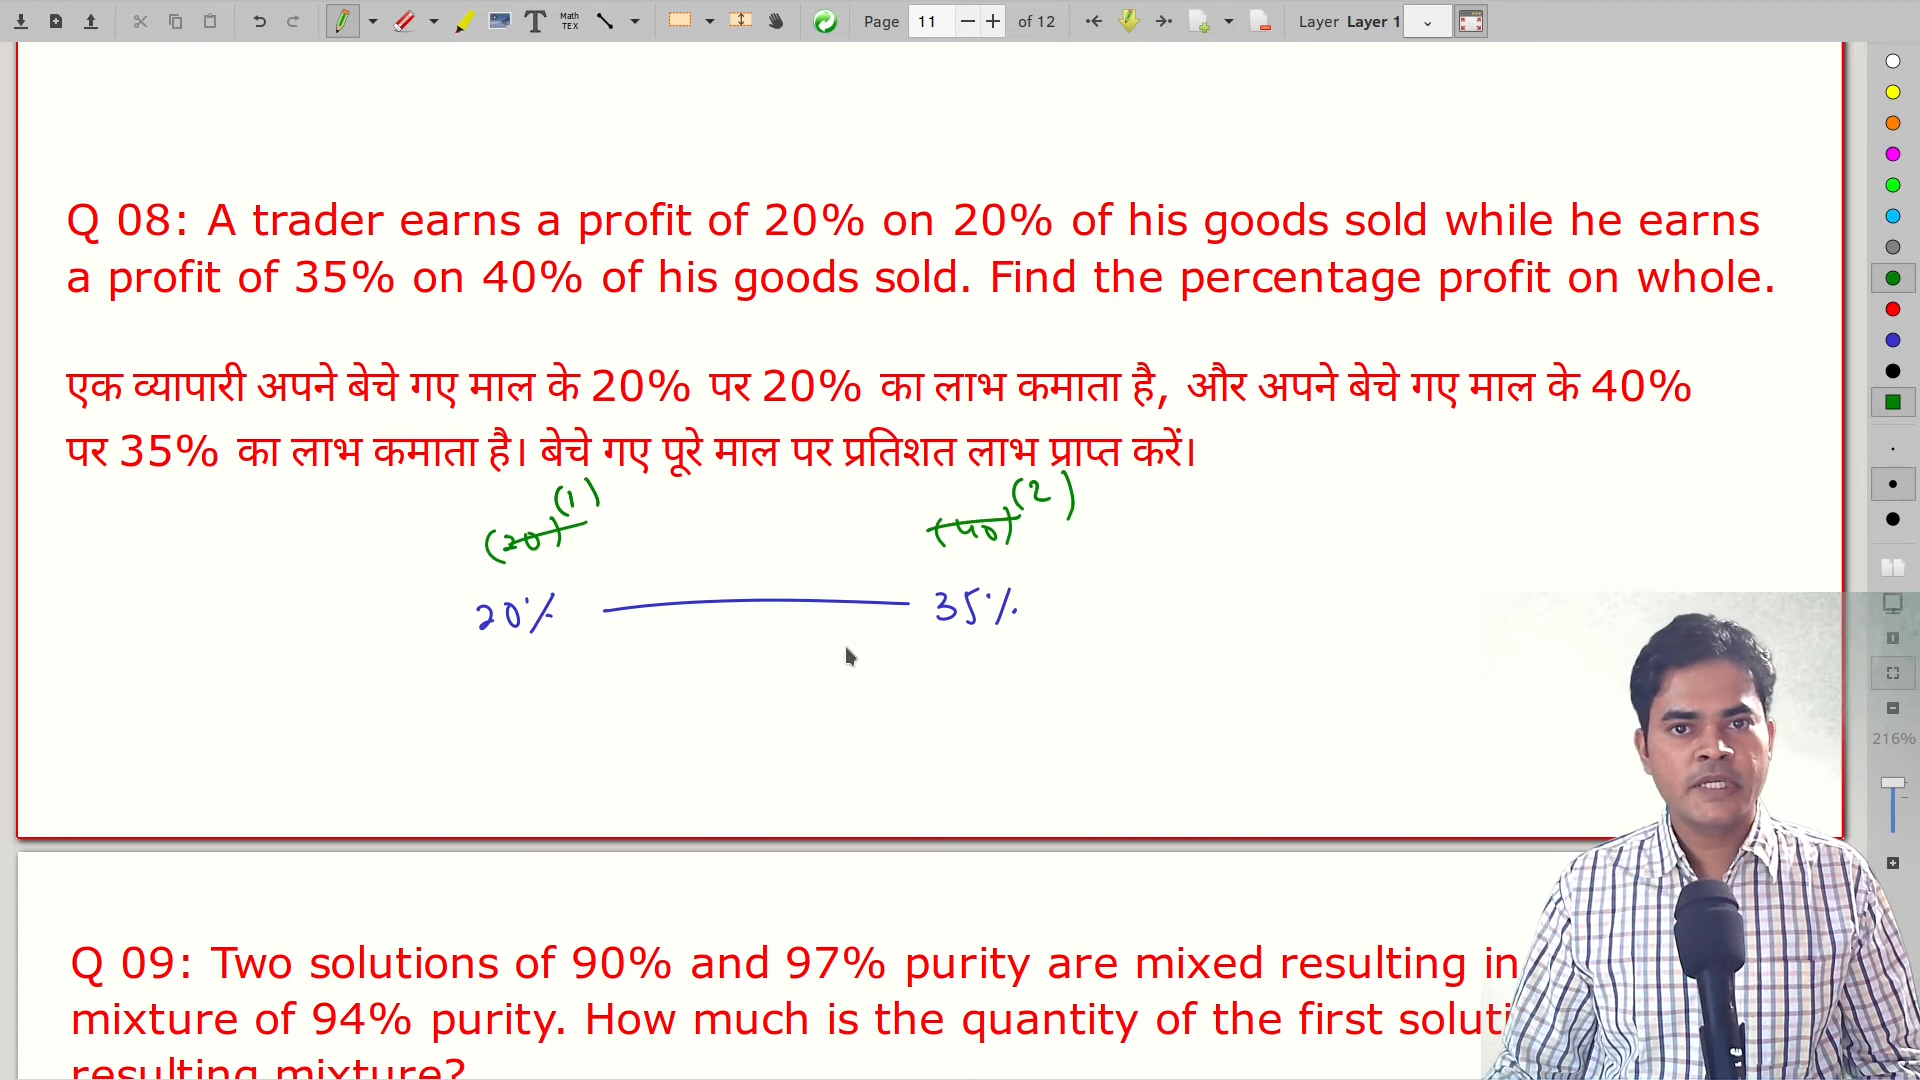 Math
TEX
T
Page 11 of 12 Layer Layer 1
Q 08: A trader earns a profit of 20% on 20% of his goods sold while he earns
a profit of 35% on 40% of his goods sold. Find the percentage profit on whole.
एक व्यापारी अपने बेचे गए माल के 20% पर 20% का लाभ कमाता है, और अपने बेचे गए माल के 40%
पर 35% का लाभ कमाता है। बेचे गए पूरे माल पर प्रतिशत लाभ प्राप्त करें।
(1) (2)
(20) (40)
20% 35%
216%
Q 09: Two solutions of 90% and 97% purity are mixed resulting in
mixture of 94% purity. How much is the quantity of the first soluti
resulting mixture?